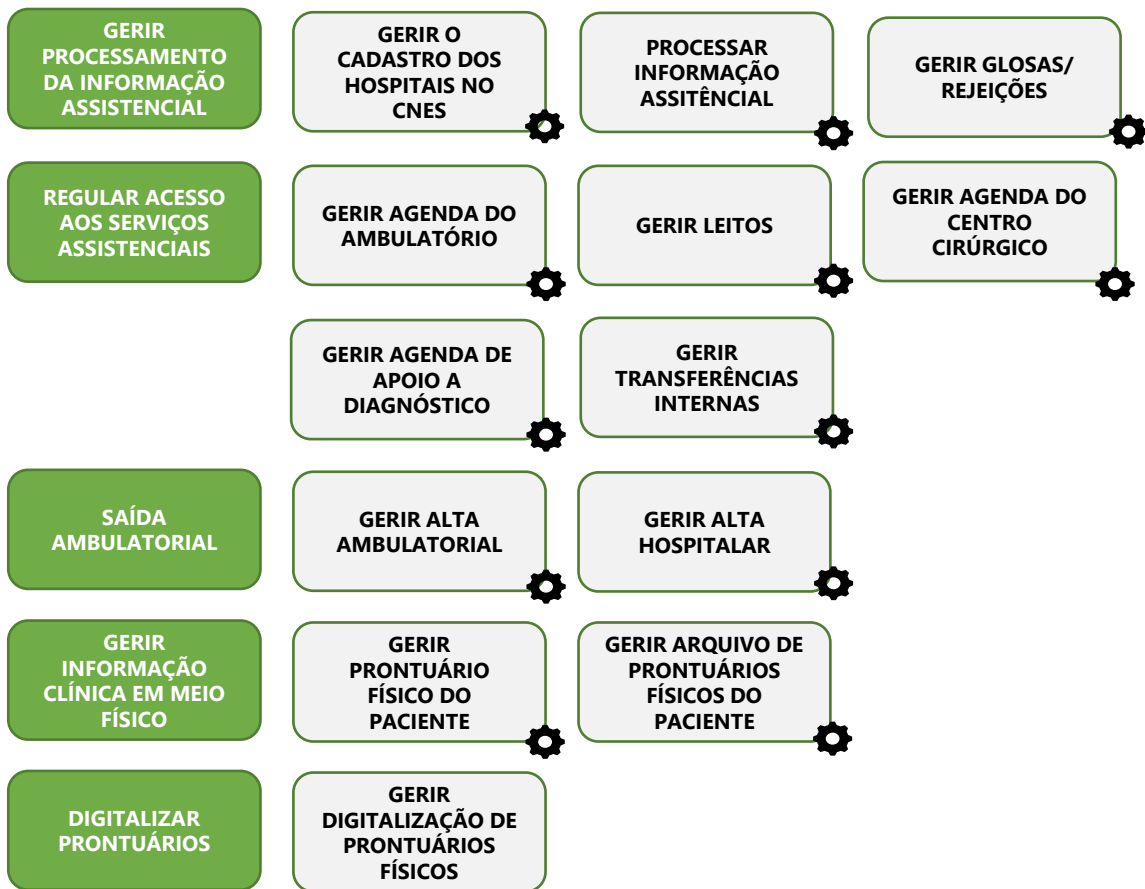 GERIR
PROCESSAMENTO
DA INFORMAÇÃO
ASSISTENCIAL
GERIR O
CADASTRO DOS
HOSPITAIS NO
CNES
PROCESSAR
INFORMAÇÃO
ASSITÊNCIAL
GERIR GLOSAS/
REJEIÇÕES
REGULAR ACESSO
AOS SERVIÇOS
ASSISTENCIAIS
GERIR AGENDA DO
AMBULATÓRIO
GERIR LEITOS
GERIR AGENDA DO
CENTRO
CIRÚRGICO
GERIR AGENDA DE
APOIO A
DIAGNÓSTICO
GERIR
TRANSFERÊNCIAS
INTERNAS
SAÍDA
AMBULATORIAL
GERIR ALTA
AMBULATORIAL
GERIR ALTA
HOSPITALAR
GERIR
INFORMAÇÃO
CLÍNICA EM MEIO
FÍSICO
GERIR
PRONTUÁRIO
FÍSICO DO
PACIENTE
GERIR ARQUIVO DE
PRONTUÁRIOS
FÍSICOS DO
PACIENTE
DIGITALIZAR
PRONTUÁRIOS
GERIR
DIGITALIZAÇÃO DE
PRONTUÁRIOS
FÍSICOS